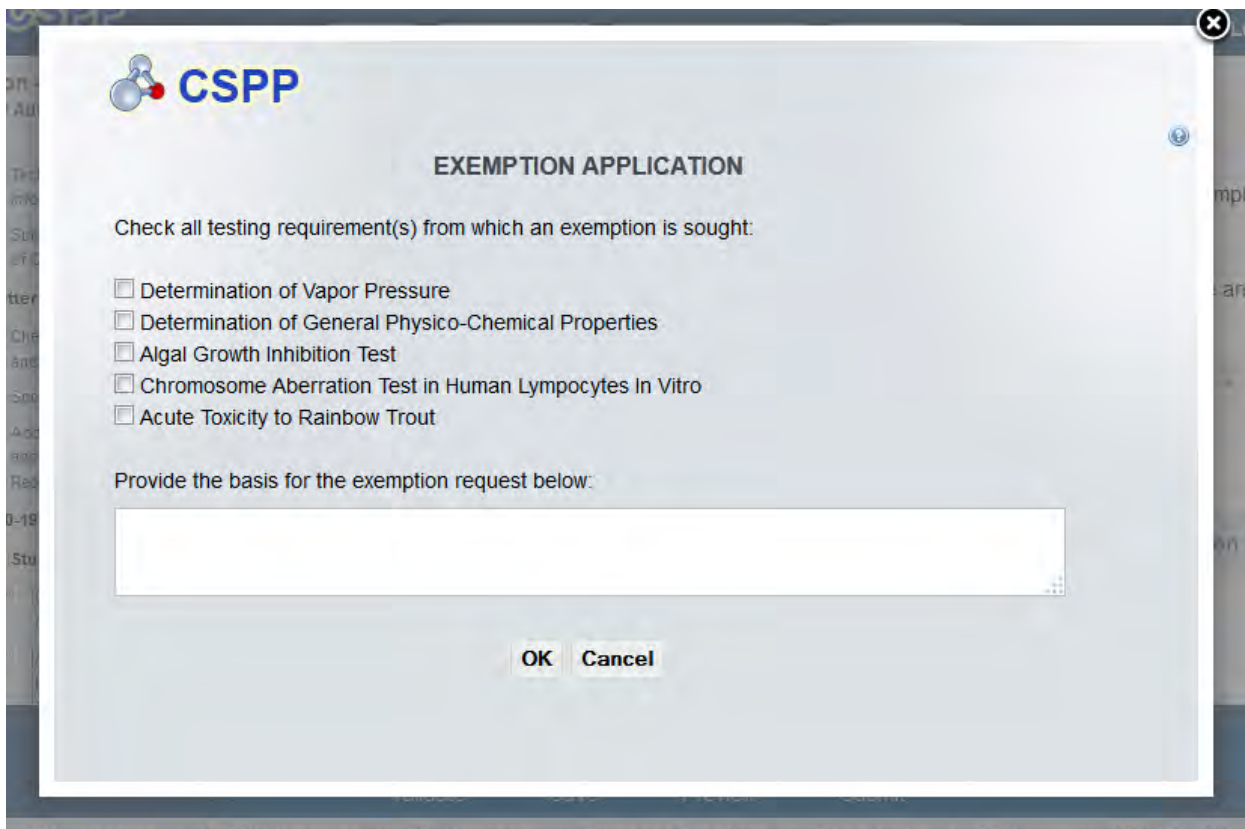 CSPP
EXEMPTION APPLICATION
Check all testing requirement(s) from which an exemption is sought:
Determination of Vapor Pressure
Determination of General Physico-Chemical Properties
Algal Growth Inhibition Test
Chromosome Aberration Test in Human Lympocytes In Vitro
Acute Toxicity to Rainbow Trout
Provide the basis for the exemption request below:
OK Cancel